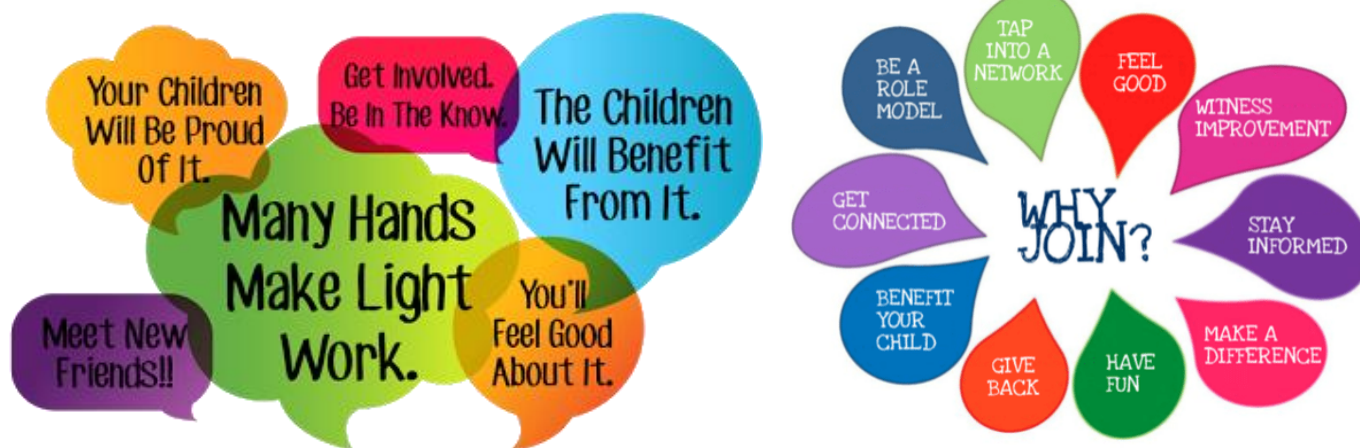 Your Children
Will Be Proud
Of It.
Get Involved.
Be In The Know.
The Children
Will Benefit
From It.
Many Hands
Make Light
Work.
Meet New
Friends!!
You'll
Feel Good
About It.
WHY
JOIN?
TAP
INTO A
NETWORK
FEEL
GOOD
WITNESS
IMPROVEMENT
STAY
INFORMED
MAKE A
DIFFERENCE
HAVE
FUN
GIVE
BACK
BENEFIT
YOUR
CHILD
GET
CONNECTED
BE A
ROLE
MODEL